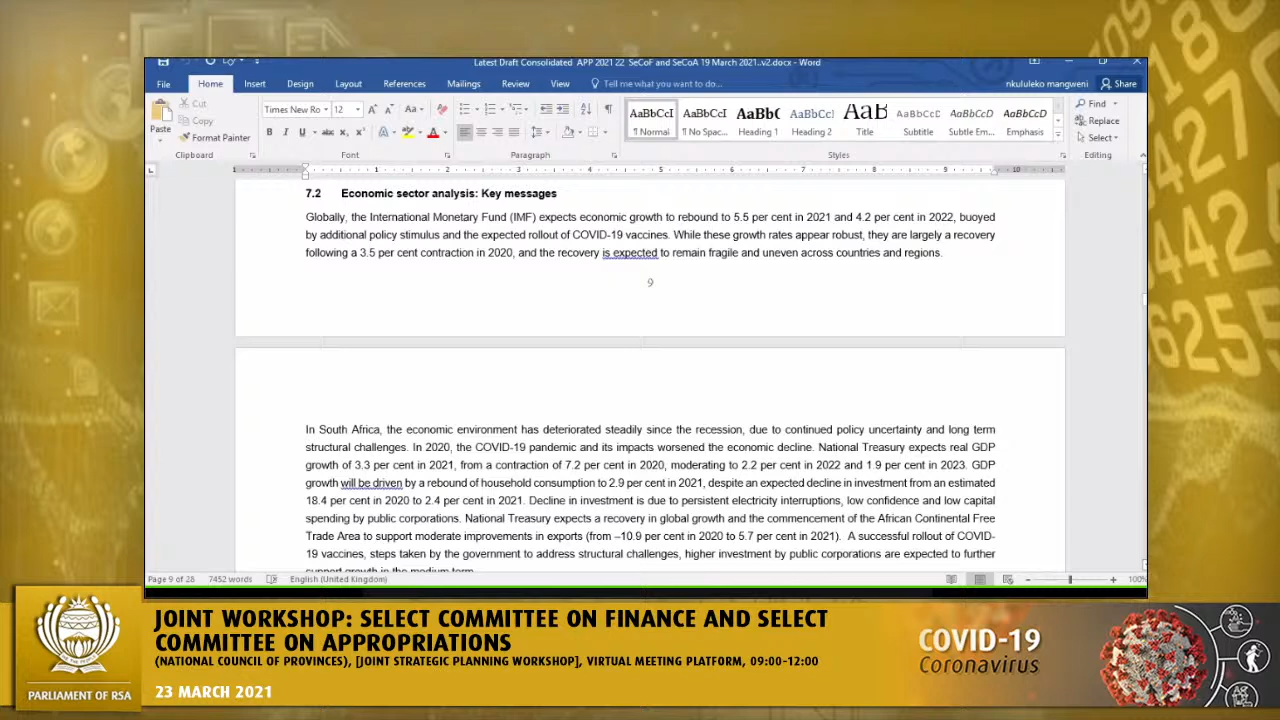 Latest Draft Consolidated APP 2021 22 SeCoF and SeCoA 19 March 2021..v2.docx - Word
File Home Insert Design Layout References Mailings Review View Tell me what you want to do... nkululeko mangweni Share
Paste Cut
Copy
Format Painter
Clipboard
Times New Ro 12
Font
Paragraph
AaBbCcI AaBbCcI AaBb( AaBbCcI AaB AaBbCcD AaBbCcD AaBbCcD
¶ Normal ¶ No Spac... Heading 1 Heading 2 Title Subtitle Subtle Em... Emphasis
Styles
Find
Replace
Select
Editing
1 1 2 3 4 5 6 7 8 9 10
7.2 Economic sector analysis: Key messages
Globally, the International Monetary Fund (IMF) expects economic growth to rebound to 5.5 per cent in 2021 and 4.2 per cent in 2022, buoyed
by additional policy stimulus and the expected rollout of COVID-19 vaccines. While these growth rates appear robust, they are largely a recovery
following a 3.5 per cent contraction in 2020, and the recovery is expected to remain fragile and uneven across countries and regions.
9
In South Africa, the economic environment has deteriorated steadily since the recession, due to continued policy uncertainty and long term
structural challenges. In 2020, the COVID-19 pandemic and its impacts worsened the economic decline. National Treasury expects real GDP
growth of 3.3 per cent in 2021, from a contraction of 7.2 per cent in 2020, moderating to 2.2 per cent in 2022 and 1.9 per cent in 2023. GDP
growth will be driven by a rebound of household consumption to 2.9 per cent in 2021, despite an expected decline in investment from an estimated
18.4 per cent in 2020 to 2.4 per cent in 2021. Decline in investment is due to persistent electricity interruptions, low confidence and low capital
spending by public corporations. National Treasury expects a recovery in global growth and the commencement of the African Continental Free
Trade Area to support moderate improvements in exports (from –10.9 per cent in 2020 to 5.7 per cent in 2021). A successful rollout of COVID-
19 vaccines, steps taken by the government to address structural challenges, higher investment by public corporations are expected to further
support growth in the medium term
Page 9 of 28 7452 words English (United Kingdom) 100%
JOINT WORKSHOP: SELECT COMMITTEE ON FINANCE AND SELECT
COMMITTEE ON APPROPRIATIONS
(NATIONAL COUNCIL OF PROVINCES), [JOINT STRATEGIC PLANNING WORKSHOP], VIRTUAL MEETING PLATFORM, 09:00-12:00
23 MARCH 2021
PARLIAMENT OF RSA
COVID-19
Coronavirus